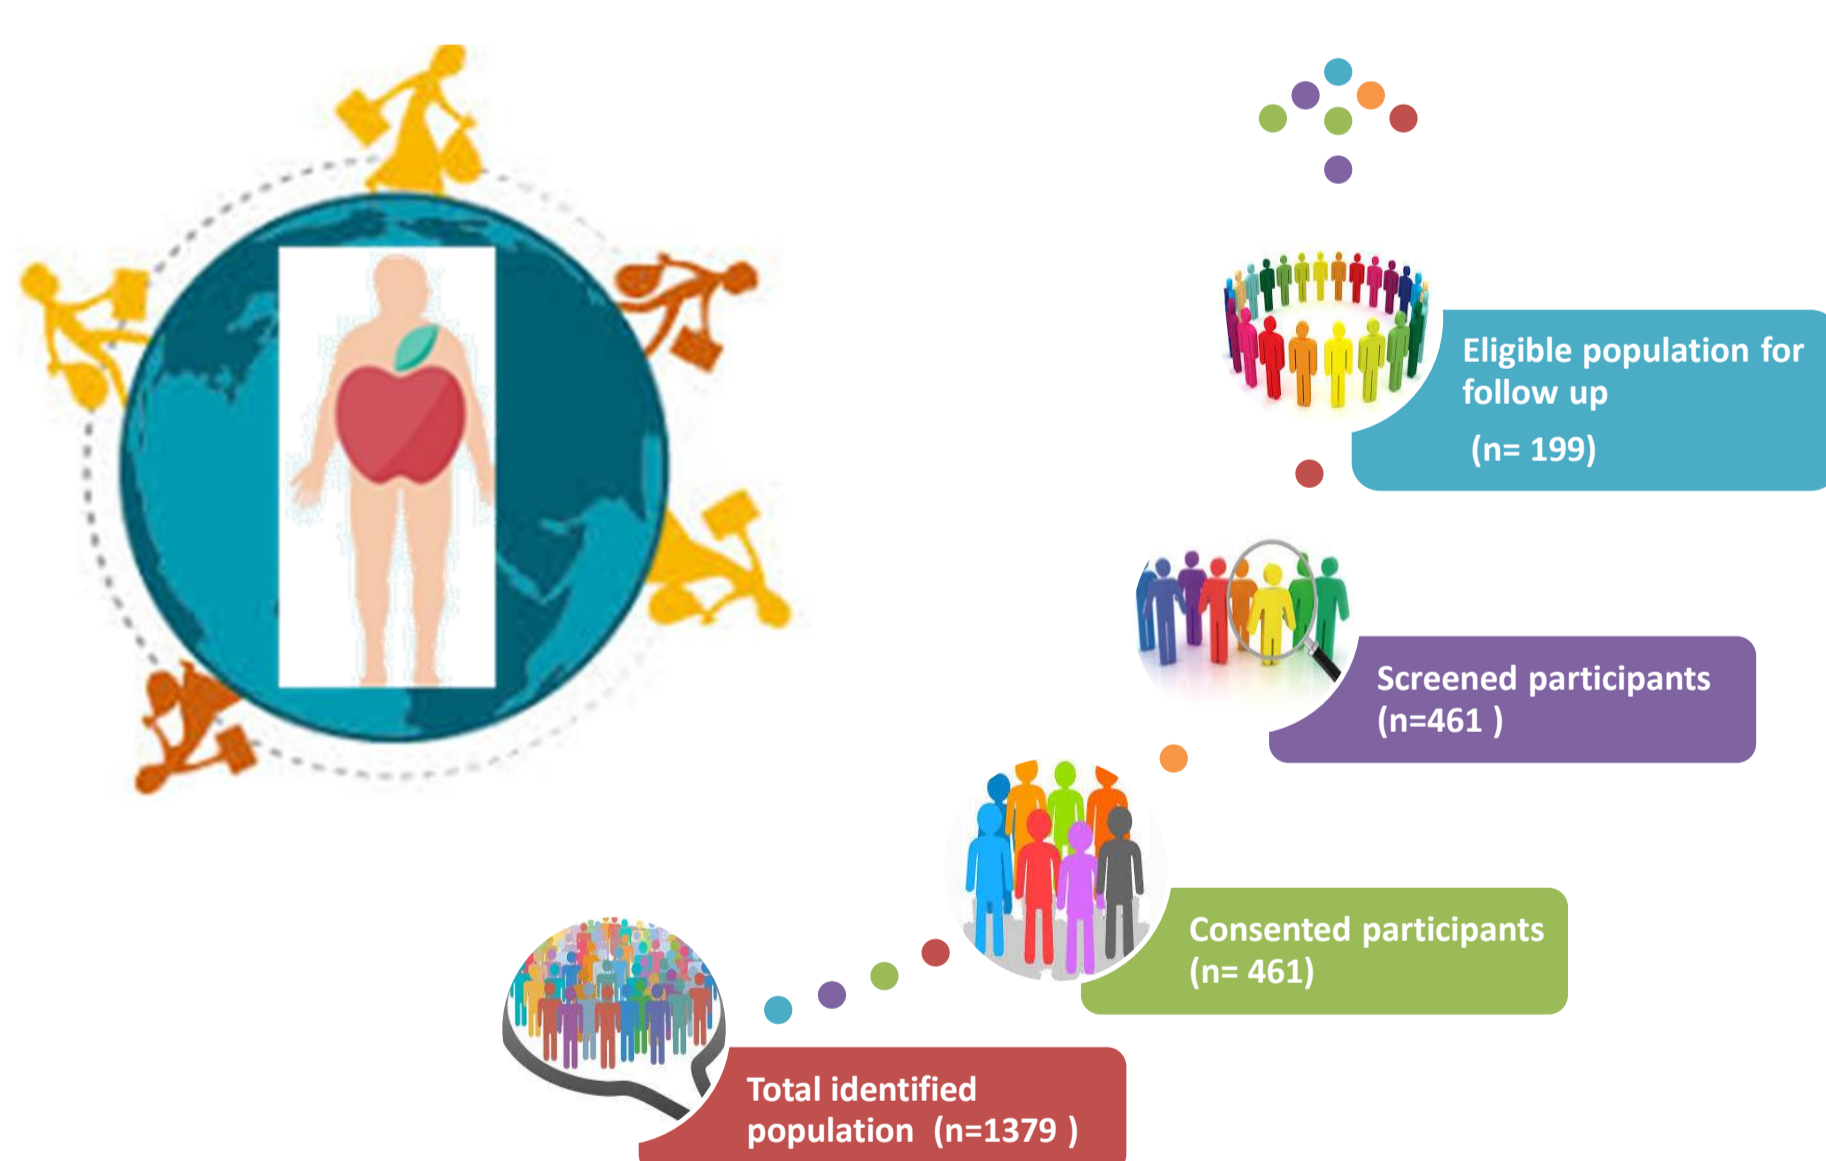 Eligible population for
follow up
(n= 199)
Screened participants
(n=461 )
Consented participants
(n= 461)
Total identified
population  (n=1379 )